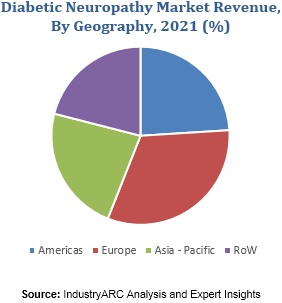 Diabetic Neuropathy Market Revenue,
By Geography, 2021 (%)
Americas Europe Asia - Pacific RoW
Source: IndustryARC Analysis and Expert Insights